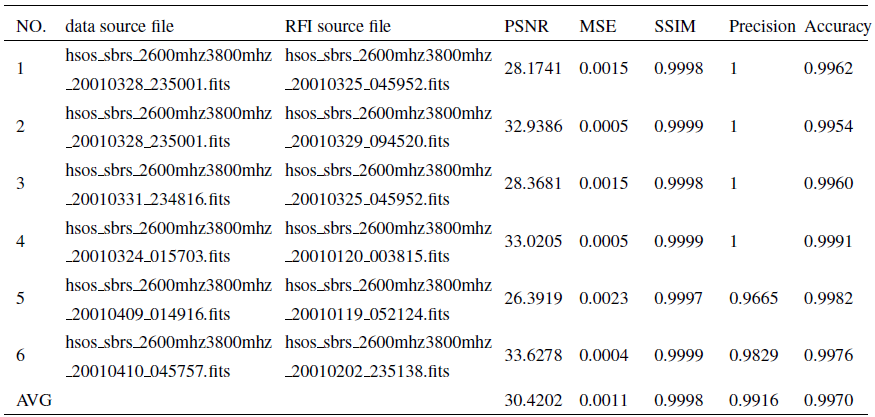 NO. data source file RFI source file PSNR MSE SSIM Precision Accuracy
hsos_sbrs_2600mhz3800mhz hsos_sbrs_2600mhz3800mhz
1 28.1741 0.0015 0.9998 1 0.9962
_20010328_235001.fits _20010325_045952.fits
hsos_sbrs_2600mhz3800mhz hsos_sbrs_2600mhz3800mhz
2 32.9386 0.0005 0.9999 1 0.9954
_20010328_235001.fits _20010329_094520.fits
hsos_sbrs_2600mhz3800mhz hsos_sbrs_2600mhz3800mhz
3 28.3681 0.0015 0.9998 1 0.9960
_20010331_234816.fits _20010325_045952.fits
hsos_sbrs_2600mhz3800mhz hsos_sbrs_2600mhz3800mhz
4 33.0205 0.0005 0.9999 1 0.9991
_20010324_015703.fits _20010120_003815.fits
hsos_sbrs_2600mhz3800mhz hsos_sbrs_2600mhz3800mhz
5 26.3919 0.0023 0.9997 0.9665 0.9982
_20010409_014916.fits _20010119_052124.fits
hsos_sbrs_2600mhz3800mhz hsos_sbrs_2600mhz3800mhz
6 33.6278 0.0004 0.9999 0.9829 0.9976
_20010410_045757.fits _20010202_235138.fits
AVG 30.4202 0.0011 0.9998 0.9916 0.9970